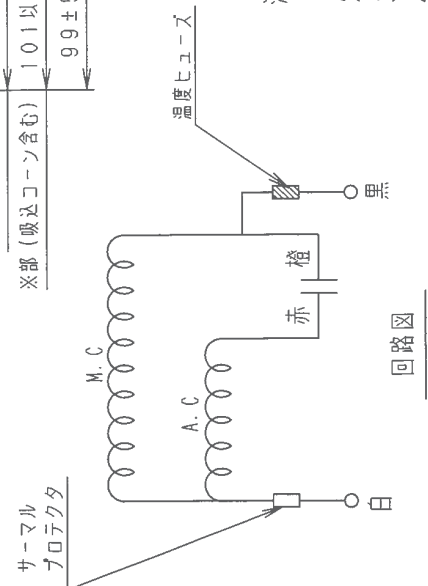 ※部(吸込コーン含む)
101以
99±
温度ヒューズ
サーマル
プロテクタ
M.C
A.C
赤
橙
白
黒
回路図